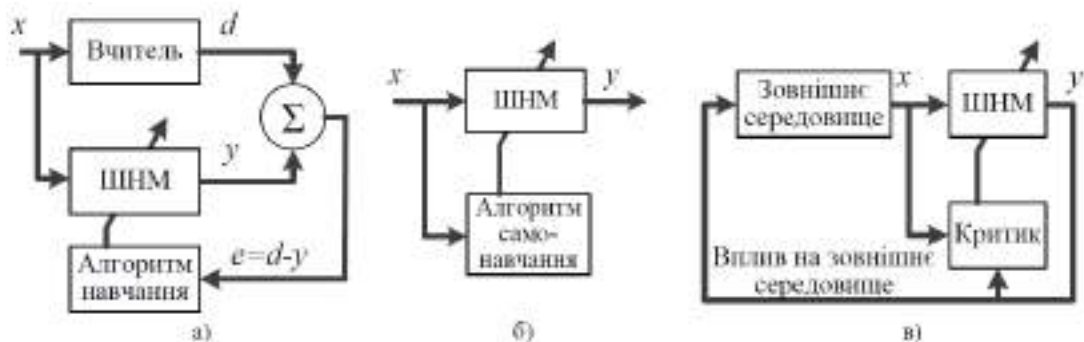 x
Вчитель
d
Σ
ШНМ
y
Алгоритм
навчання
e=d-y
а)
x
ШНМ
y
Алгоритм
само-
навчання
б)
Зовнішнє
середовище
x
ШНМ
y
Критик
Вплив на зовнішнє
середовище
в)